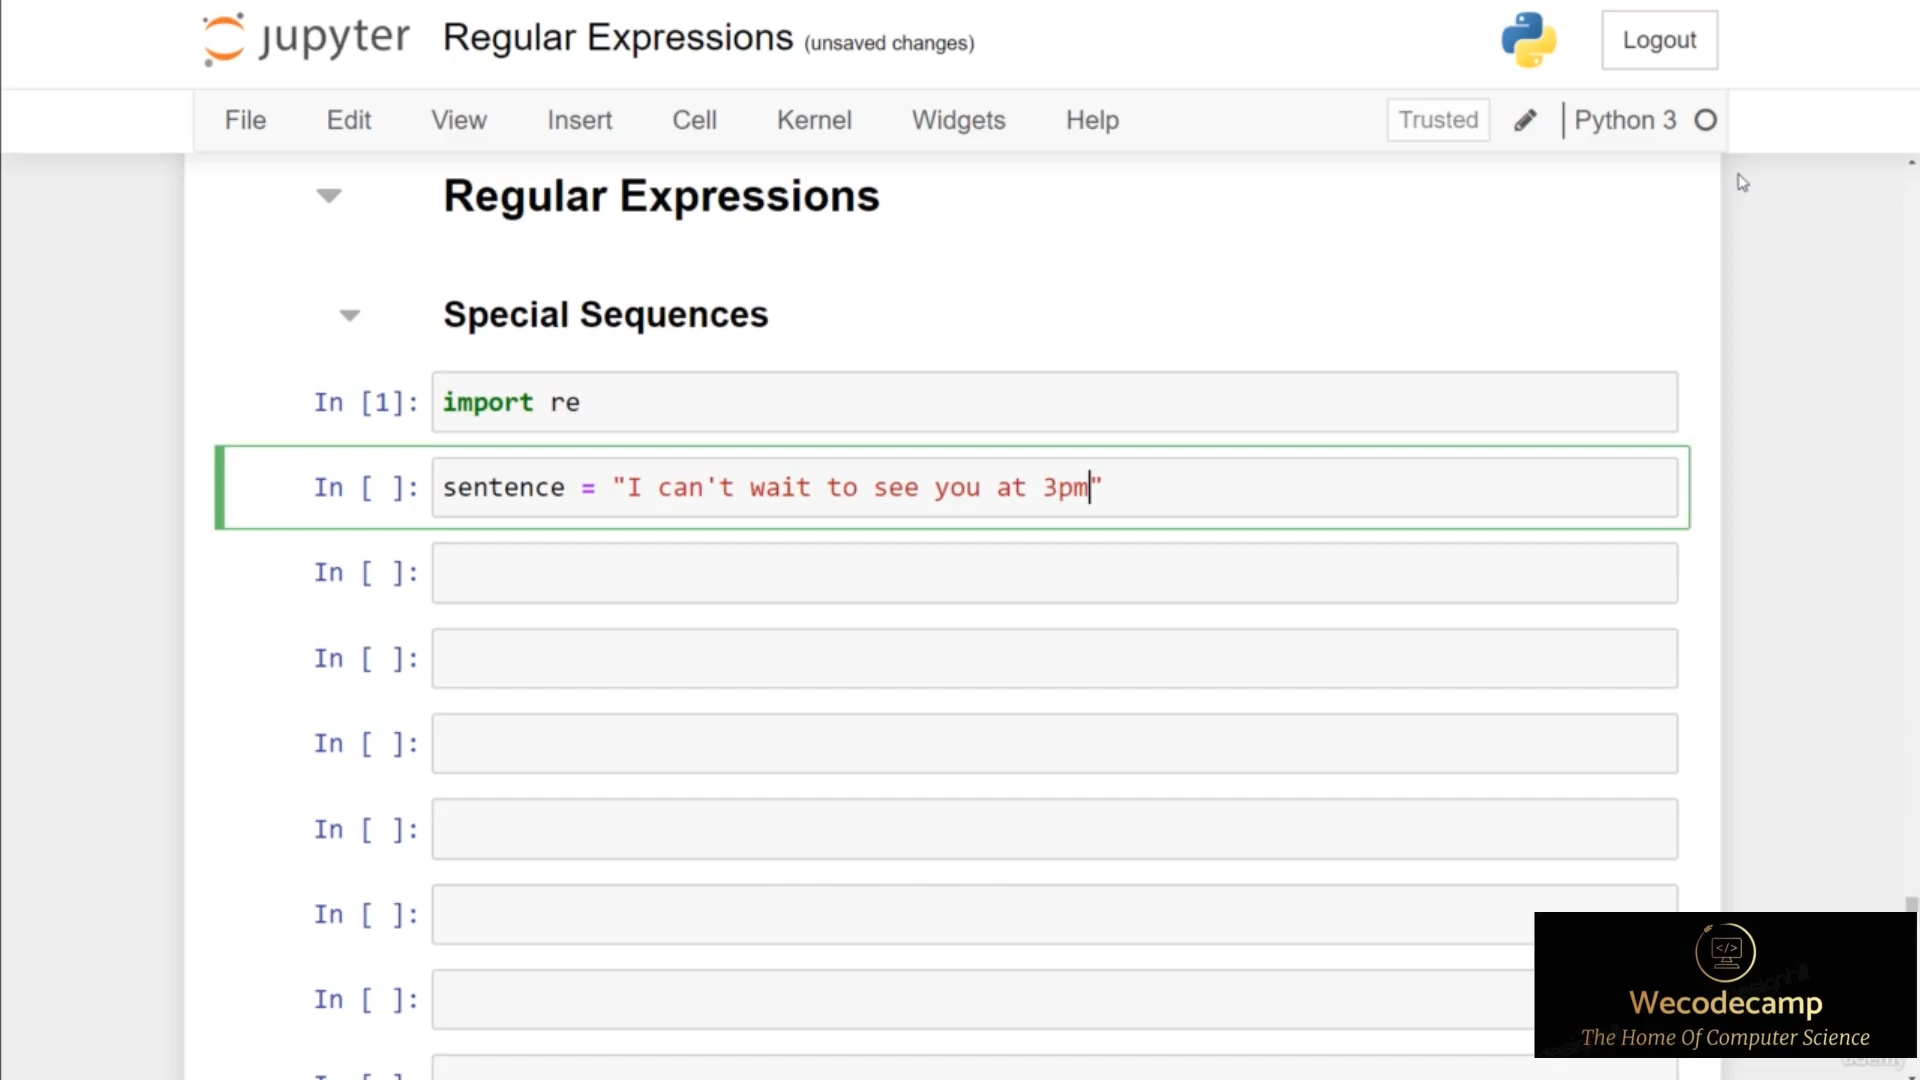 jupyter Regular Expressions (unsaved changes) Logout
File Edit View Insert Cell Kernel Widgets Help Trusted Python 3
Regular Expressions
Special Sequences
In [1]: import re
In [ ]: sentence = "I can't wait to see you at 3pm"
In [ ]:
In [ ]:
In [ ]:
In [ ]:
In [ ]:
In [ ]:
</>
Wecodecamp
The Home Of Computer Science